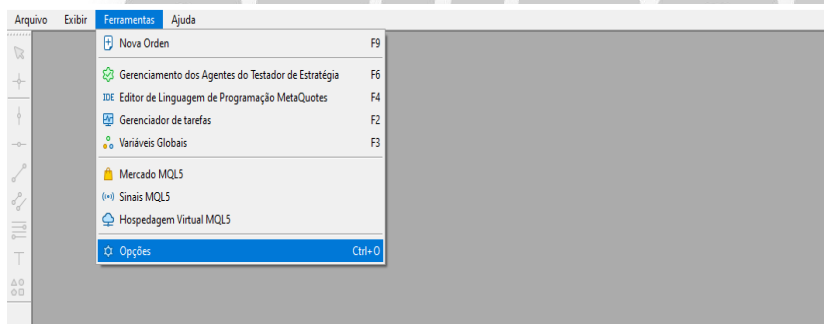 Arquivo Exibir Ferramentas Ajuda
Nova Orden F9
Gerenciamento dos Agentes do Testador de Estratégia F6
IDE Editor de Linguagem de Programação MetaQuotes F4
Gerenciador de tarefas F2
Variáveis Globais F3
Mercado MQL5
Sinais MQL5
Hospedagem Virtual MQL5
Opções Ctrl+O
T